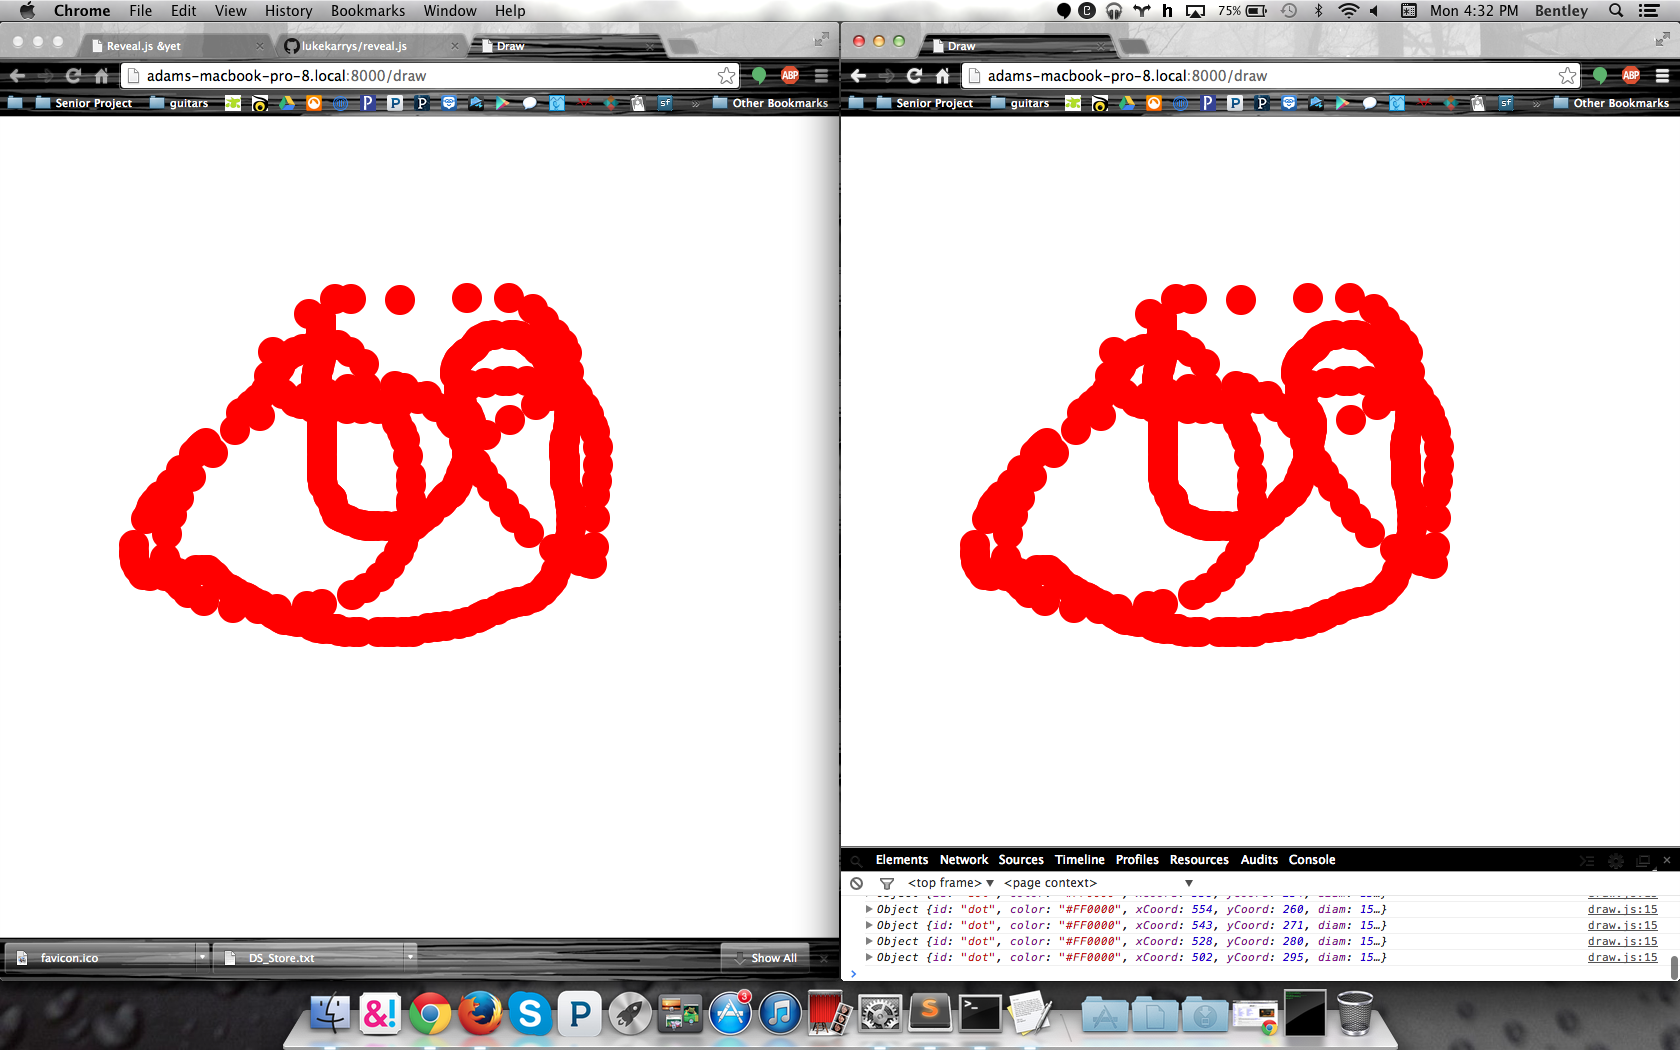 Chrome File Edit View History Bookmarks Window Help 75% Mon 4:32 PM Bentley
Reveal.js &yet
lukekarrys/reveal.js
Draw
adams-macbook-pro-8.local:8000/draw
Senior Project guitars Other Bookmarks
Draw
adams-macbook-pro-8.local:8000/draw
Senior Project guitars Other Bookmarks
Elements Network Sources Timeline Profiles Resources Audits Console
<top frame> <page context>
Object {id: "dot", color: "#FF0000", xCoord: 554, yCoord: 260, diam: 15…} draw.js:15
Object {id: "dot", color: "#FF0000", xCoord: 543, yCoord: 271, diam: 15…} draw.js:15
Object {id: "dot", color: "#FF0000", xCoord: 528, yCoord: 280, diam: 15…} draw.js:15
Object {id: "dot", color: "#FF0000", xCoord: 502, yCoord: 295, diam: 15…} draw.js:15
favicon.ico DS_Store.txt Show All